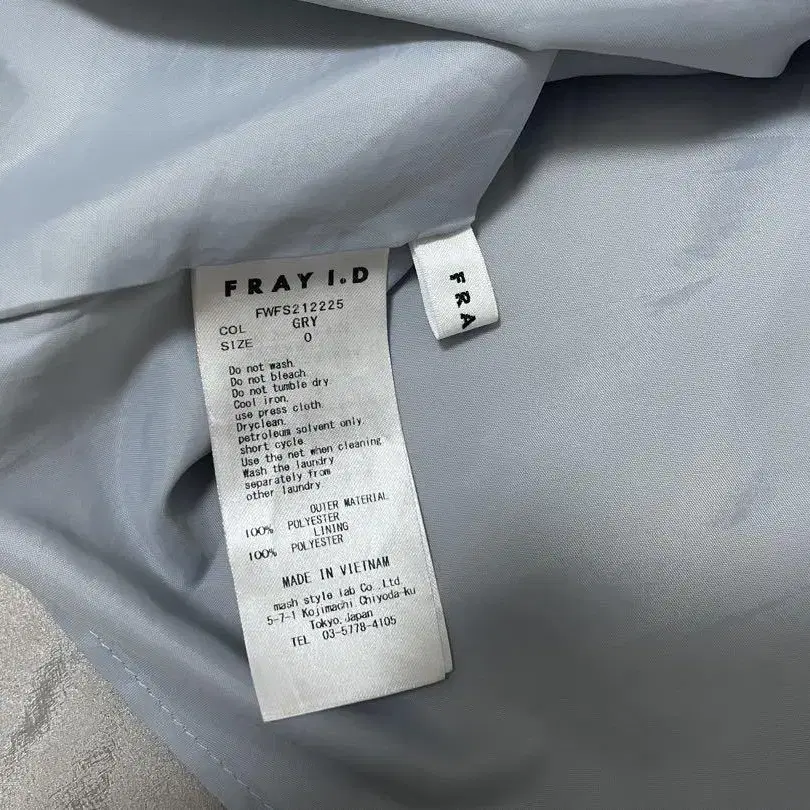 FRAY I.D
FWFS212225
COL GRY
SIZE 0
Do not wash.
Do not bleach.
Do not tumble dry.
Cool iron.
use press cloth.
Dryclean.
petroleum solvent only.
short cycle.
Use the net when cleaning
Wash the laundry
separately from
other laundry.
OUTER MATERIAL
100% POLYESTER
LINING
100% POLYESTER
MADE IN VIETNAM
mash style lab Co., Ltd.
5-7-1 Kojimachi Chiyoda-ku
Tokyo, Japan
TEL 03-5778-4105
FRA